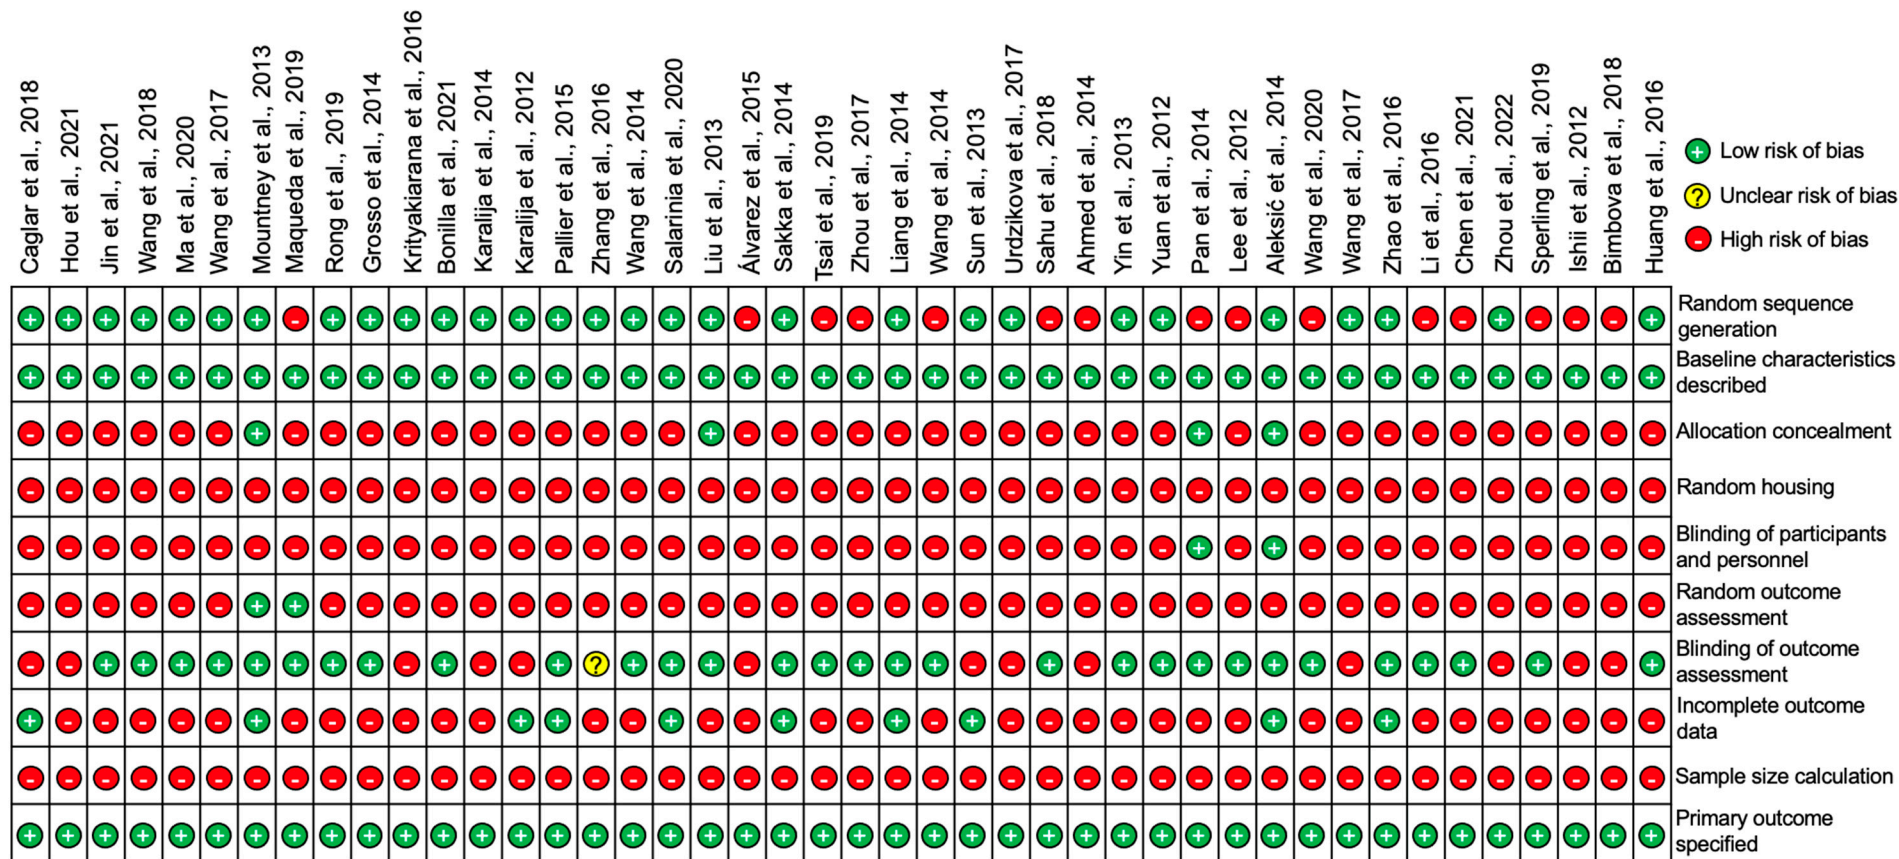 Caglar et al., 2018
Hou et al., 2021
Jin et al., 2021
Wang et al., 2018
Ma et al., 2020
Wang et al., 2017
Mountney et al., 2013
Maqueda et al., 2019
Rong et al., 2019
Grosso et al., 2014
Krityakiarana et al., 2016
Bonilla et al., 2021
Karalija et al., 2014
Karalija et al., 2012
Pallier et al., 2015
Zhang et al., 2016
Wang et al., 2014
Salarinia et al., 2020
Liu et al., 2013
Álvarez et al., 2015
Sakka et al., 2014
Tsai et al., 2019
Zhou et al., 2017
Liang et al., 2014
Wang et al., 2014
Sun et al., 2013
Urdzikova et al., 2017
Sahu et al., 2018
Ahmed et al., 2014
Yin et al., 2013
Yuan et al., 2012
Pan et al., 2014
Lee et al., 2012
Aleksić et al., 2014
Wang et al., 2020
Wang et al., 2017
Zhao et al., 2016
Li et al., 2016
Chen et al., 2021
Zhou et al., 2022
Sperling et al., 2019
Ishii et al., 2012
Bimbova et al., 2018
Huang et al., 2016
+ Low risk of bias
? Unclear risk of bias
- High risk of bias
+ + + + + + + - + + + + + + + + + + + - + - - + - + + - - + + - - + - + + - - + - - - + Random sequence
generation
+ + + + + + + + + + + + + + + + + + + + + + + + + + + + + + + + + + + + + + + + + + + + Baseline characteristics
described
- - - - - - + - - - - - - - - - - - + - - - - - - - - - - - - + - + - - - - - - - - - - Allocation concealment
- - - - - - - - - - - - - - - - - - - - - - - - - - - - - - - - - - - - - - - - - - - - Random housing
- - - - - - - - - - - - - - - - - - - - - - - - - - - - - - - + - + - - - - - - - - - - Blinding of participants
and personnel
- - - - - - + + - - - - - - - - - - - - - - - - - - - - - - - - - - - - - - - - - - - - Random outcome
assessment
- - + + + + + + + + - + - - + ? + + + - + + + + + - - + - + + + + + + - + + + - + - - + Blinding of outcome
assessment
+ - - - - - + - - - - - - + + - - + - - + - - + - + - - - - - - - + - - + - - - - - - - Incomplete outcome
data
- - - - - - - - - - - - - - - - - - - - - - - - - - - - - - - - - - - - - - - - - - - - Sample size calculation
+ + + + + + + + + + + + + + + + + + + + + + + + + + + + + + + + + + + + + + + + + + + + Primary outcome
specified